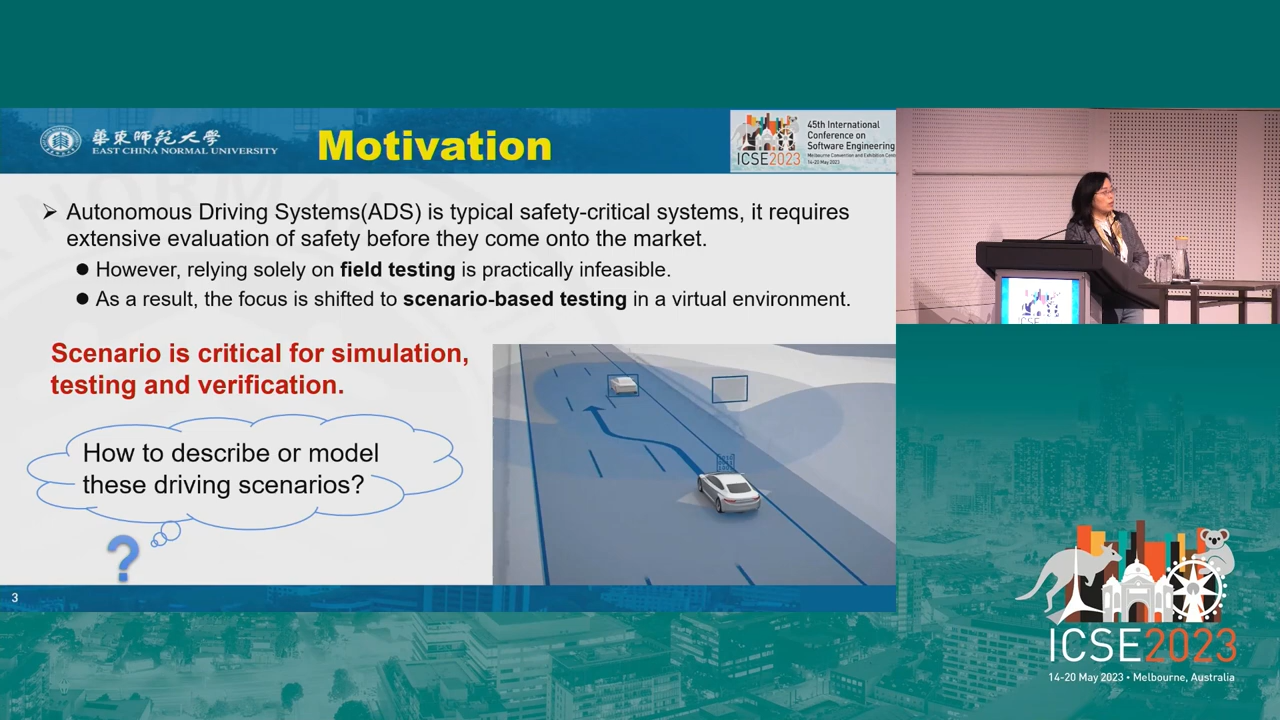 華東師範大學
EAST CHINA NORMAL UNIVERSITY
Motivation
45th International
Conference on
Software Engineering
Melbourne Convention and Exhibition Cent
14-20 May 2023
ICSE2023
Autonomous Driving Systems(ADS) is typical safety-critical systems, it requires
extensive evaluation of safety before they come onto the market.
However, relying solely on field testing is practically infeasible.
As a result, the focus is shifted to scenario-based testing in a virtual environment.
Scenario is critical for simulation,
testing and verification.
How to describe or model
these driving scenarios?
?
3
ICSE
ICSE2023
14-20 May 2023 • Melbourne, Australia